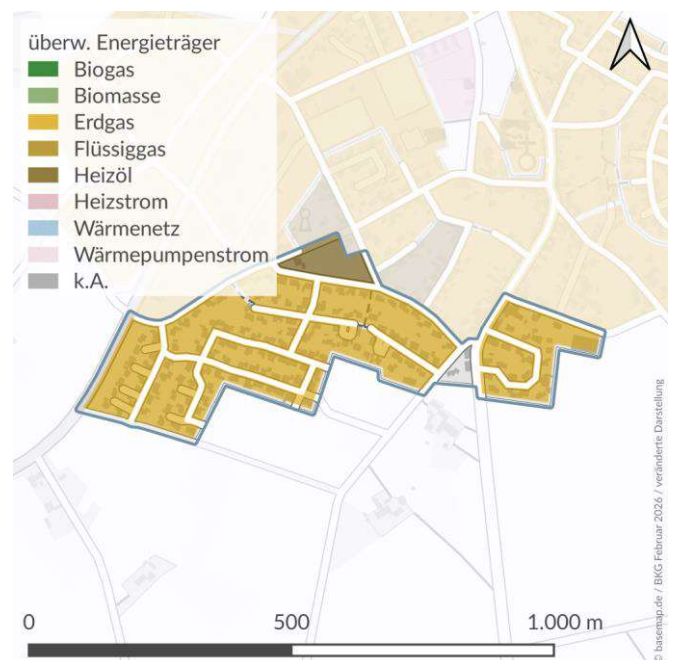 überw. Energieträger
Biogas
Biomasse
Erdgas
Flüssiggas
Heizöl
Heizstrom
Wärmenetz
Wärmepumpenstrom
k.A.
0 500 1.000 m
© basemap.de / BKG Februar 2026 / veränderte Darstellung